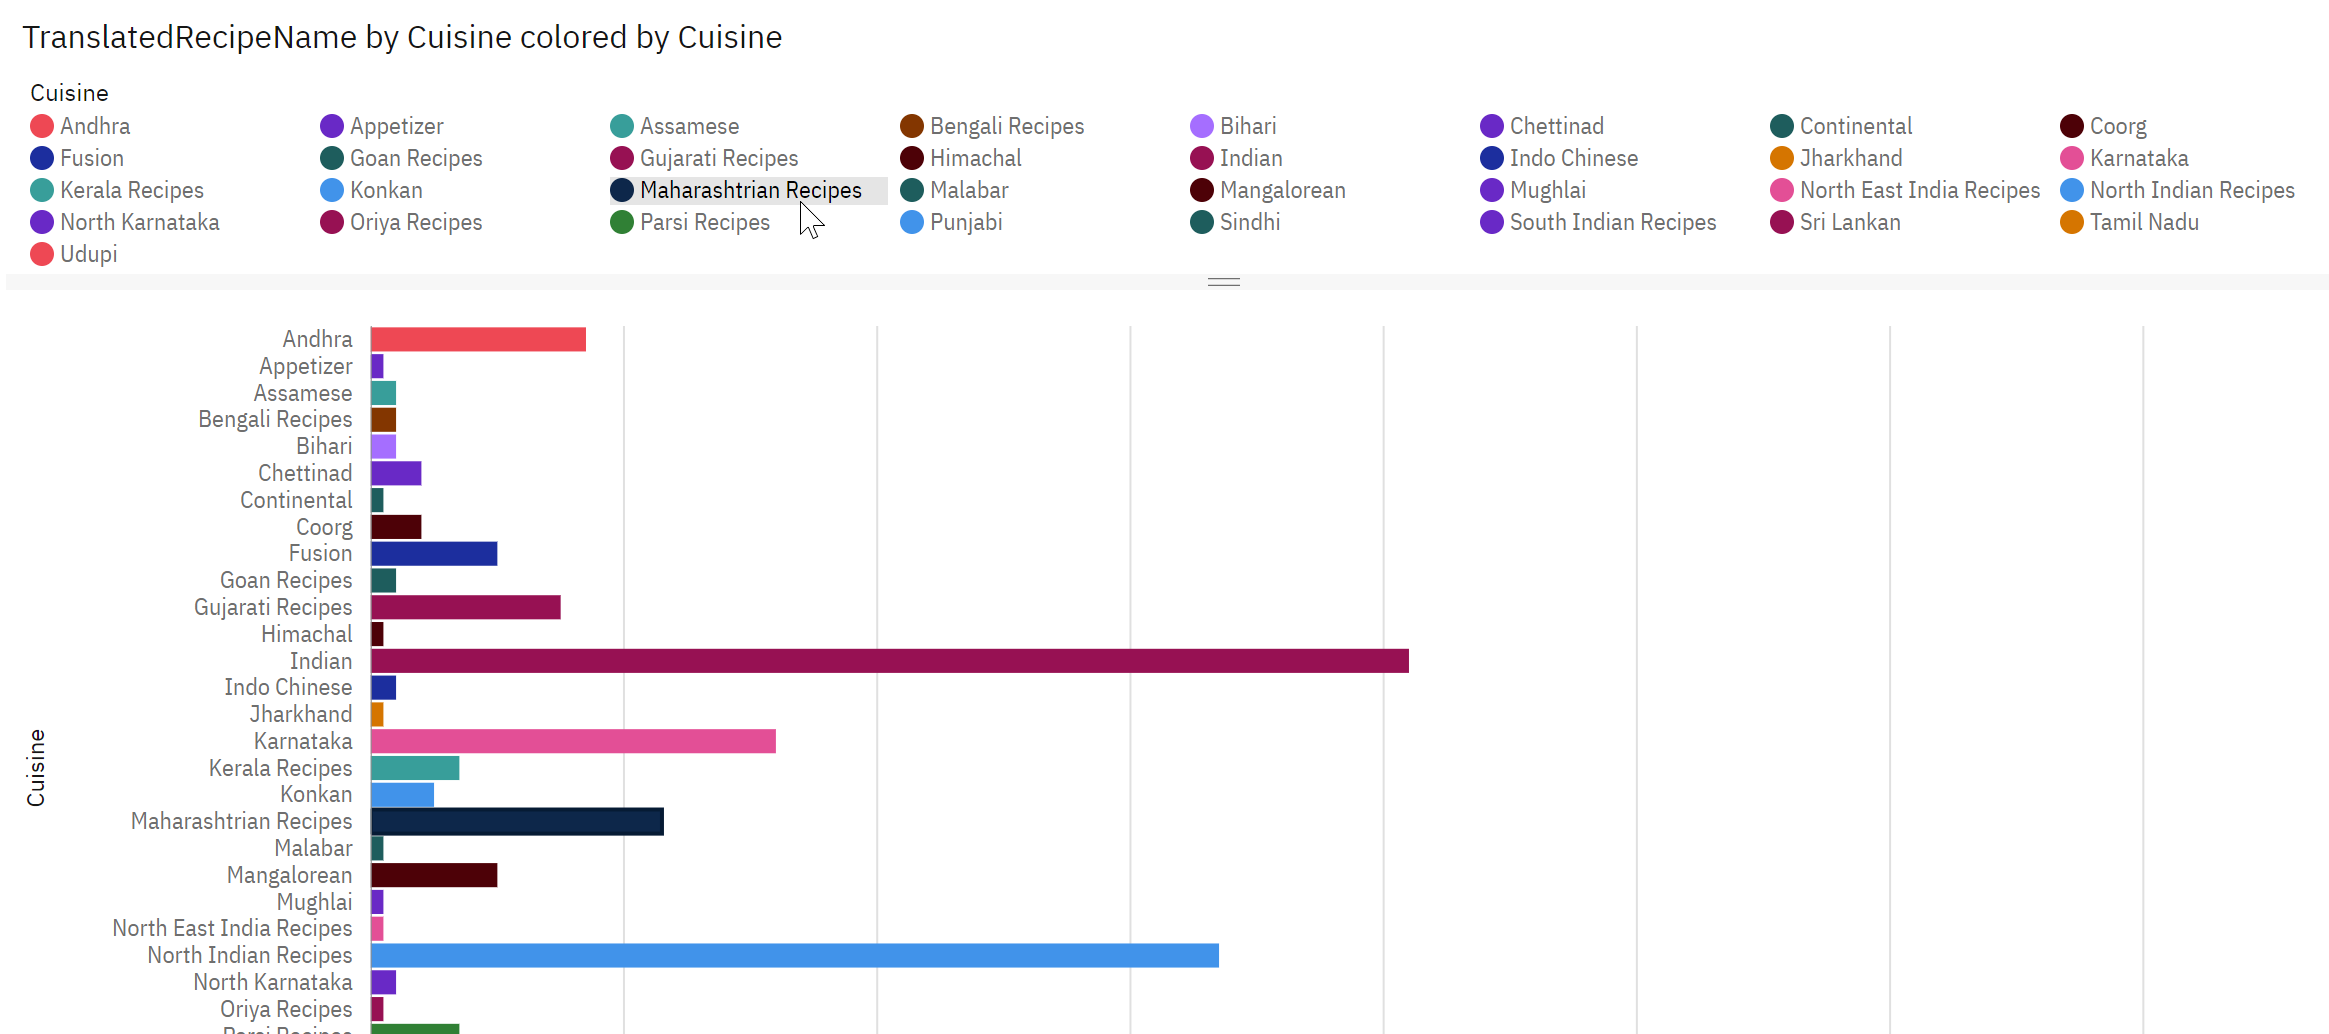 TranslatedRecipeName by Cuisine colored by Cuisine
Cuisine
Andhra Appetizer Assamese Bengali Recipes Bihari Chettinad Continental Coorg
Fusion Goan Recipes Gujarati Recipes Himachal Indian Indo Chinese Jharkhand Karnataka
Kerala Recipes Konkan Maharashtrian Recipes Malabar Mangalorean Mughlai North East India Recipes North Indian Recipes
North Karnataka Oriya Recipes Parsi Recipes Punjabi Sindhi South Indian Recipes Sri Lankan Tamil Nadu
Udupi
Cuisine
Andhra
Appetizer
Assamese
Bengali Recipes
Bihari
Chettinad
Continental
Coorg
Fusion
Goan Recipes
Gujarati Recipes
Himachal
Indian
Indo Chinese
Jharkhand
Karnataka
Kerala Recipes
Konkan
Maharashtrian Recipes
Malabar
Mangalorean
Mughlai
North East India Recipes
North Indian Recipes
North Karnataka
Oriya Recipes
Parsi Recipes